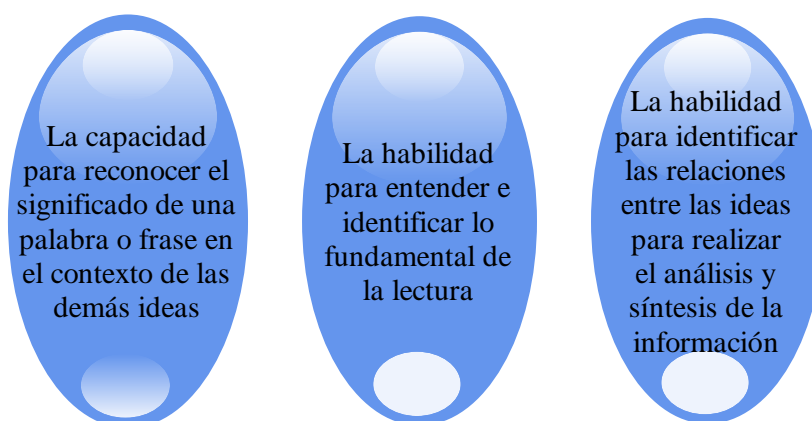 La capacidad
para reconocer el
significado de una
palabra o frase en
el contexto de las
demás ideas
La habilidad
para entender e
identificar lo
fundamental de
la lectura
La habilidad
para identificar
las relaciones
entre las ideas
para realizar
el análisis y
síntesis de la
información